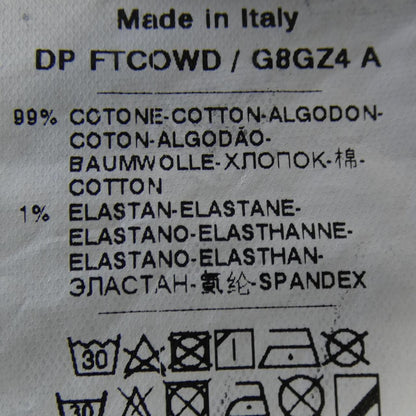 Made in Italy
DP FTCOWD / G8GZ4 A
99% COTONE-COTTON-ALGODON-
COTON-ALGODÃO-
BAUMWOLLE-ХЛОПОК-棉-
COTTON
1% ELASTAN-ELASTANE-
ELASTANO-ELASTHANNE-
ELASTANO-ELASTHAN-
ЭЛАСТАН-氨纶-SPANDEX
30
30